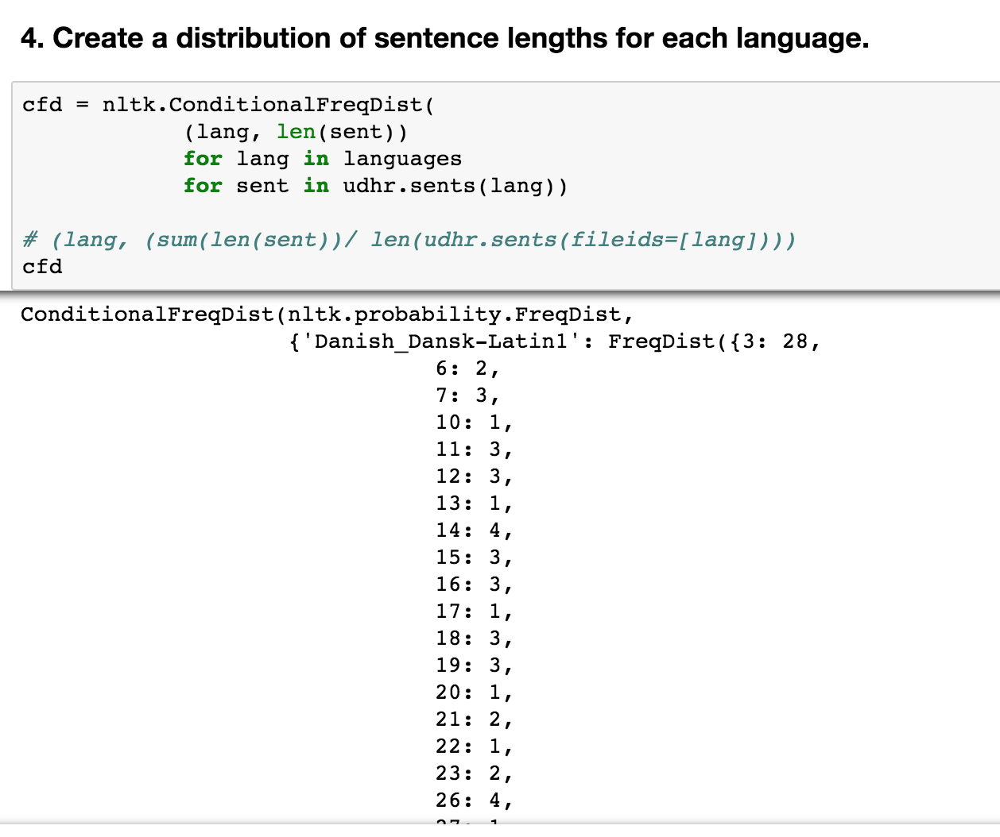 4. Create a distribution of sentence lengths for each language.
cfd = nltk.ConditionalFreqDist(
(lang, len(sent))
for lang in languages
for sent in udhr.sents(lang))
# (lang, (sum(len(sent))/ len(udhr.sents(fileids=[lang])))
cfd
ConditionalFreqDist(nltk.probability.FreqDist,
{'Danish_Dansk-Latin1': FreqDist({3: 28,
6: 2,
7: 3,
10: 1,
11: 3,
12: 3,
13: 1,
14: 4,
15: 3,
16: 3,
17: 1,
18: 3,
19: 3,
20: 1,
21: 2,
22: 1,
23: 2,
26: 4,